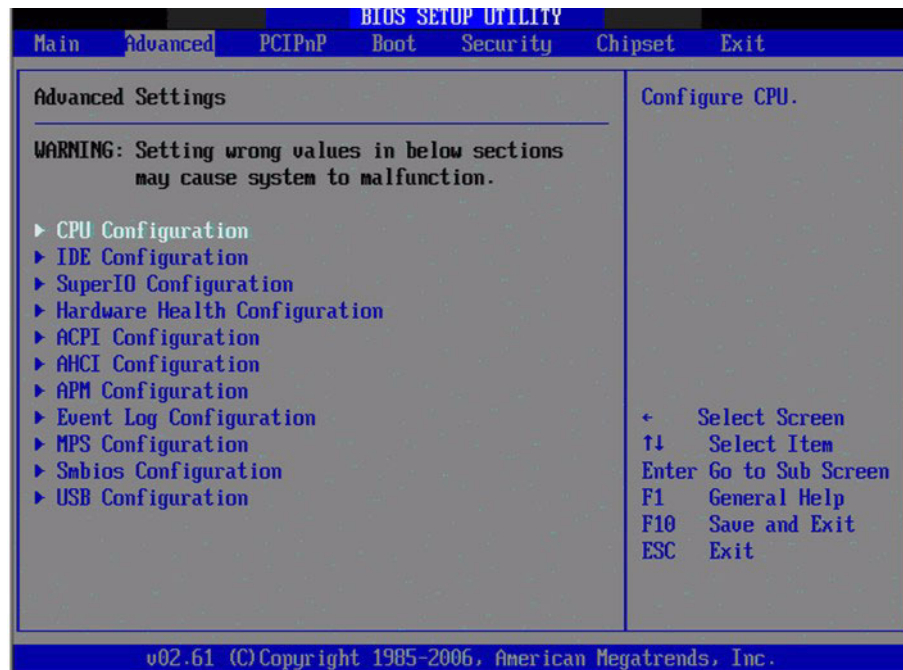 BIOS SETUP UTILITY
Main Advanced PCIPnP Boot Security Chipset Exit
Advanced Settings
WARNING: Setting wrong values in below sections
may cause system to malfunction.
▶ CPU Configuration
▶ IDE Configuration
▶ SuperIO Configuration
▶ Hardware Health Configuration
▶ ACPI Configuration
▶ AHCI Configuration
▶ APM Configuration
▶ Event Log Configuration
▶ MPS Configuration
▶ Smbios Configuration
▶ USB Configuration
Configure CPU.
← Select Screen
↑↓ Select Item
Enter Go to Sub Screen
F1 General Help
F10 Save and Exit
ESC Exit
v02.61 (C)Copyright 1985-2006, American Megatrends, Inc.